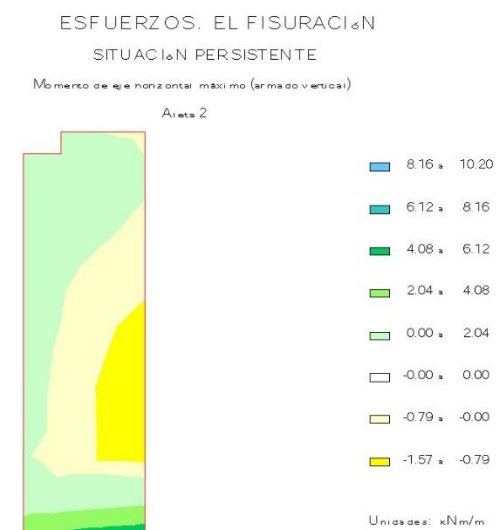 ESFUERZOS. EL FISURACIóN
SITUACIóN PERSISTENTE
Momento de eje horizontal máximo (armado vertical)
Aleta 2
8.16 a 10.20
6.12 a 8.16
4.08 a 6.12
2.04 a 4.08
0.00 a 2.04
-0.00 a 0.00
-0.79 a -0.00
-1.57 a -0.79
Unidades: kNm/m